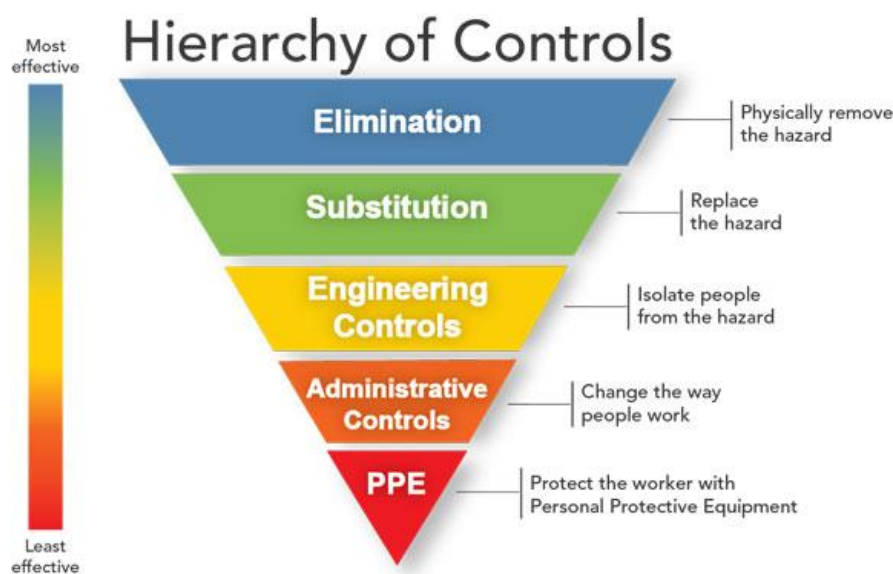 Hierarchy of Controls
Most
effective
Elimination
Physically remove
the hazard
Substitution
Replace
the hazard
Engineering
Controls
Isolate people
from the hazard
Administrative
Controls
Change the way
people work
PPE
Protect the worker with
Personal Protective Equipment
Least
effective